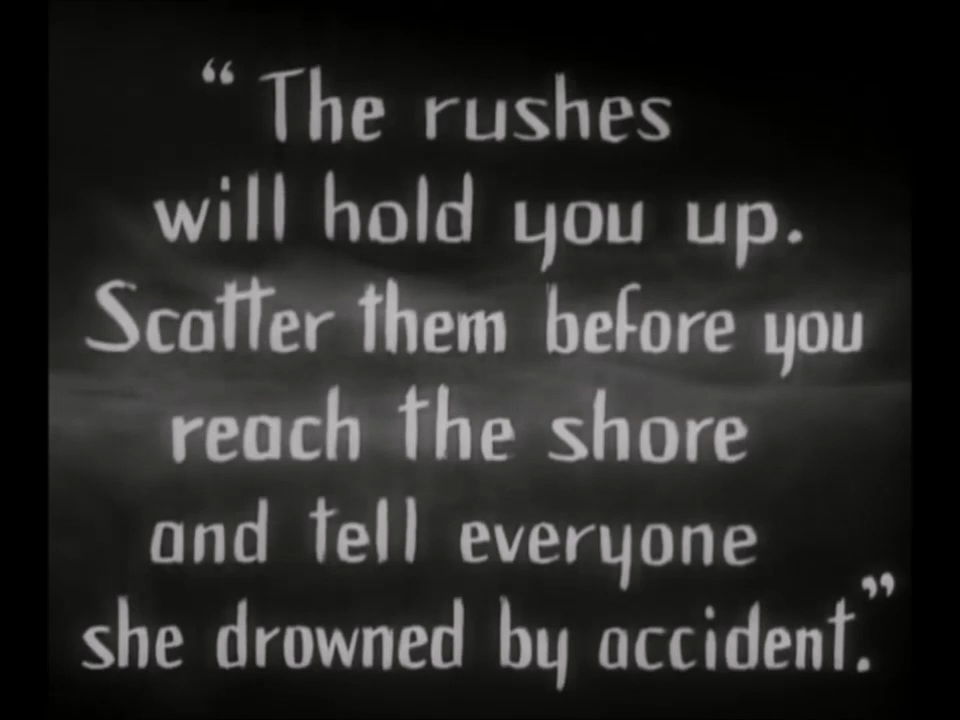 “The rushes
will hold you up.
Scatter them before you
reach the shore
and tell everyone
she drowned by accident.”